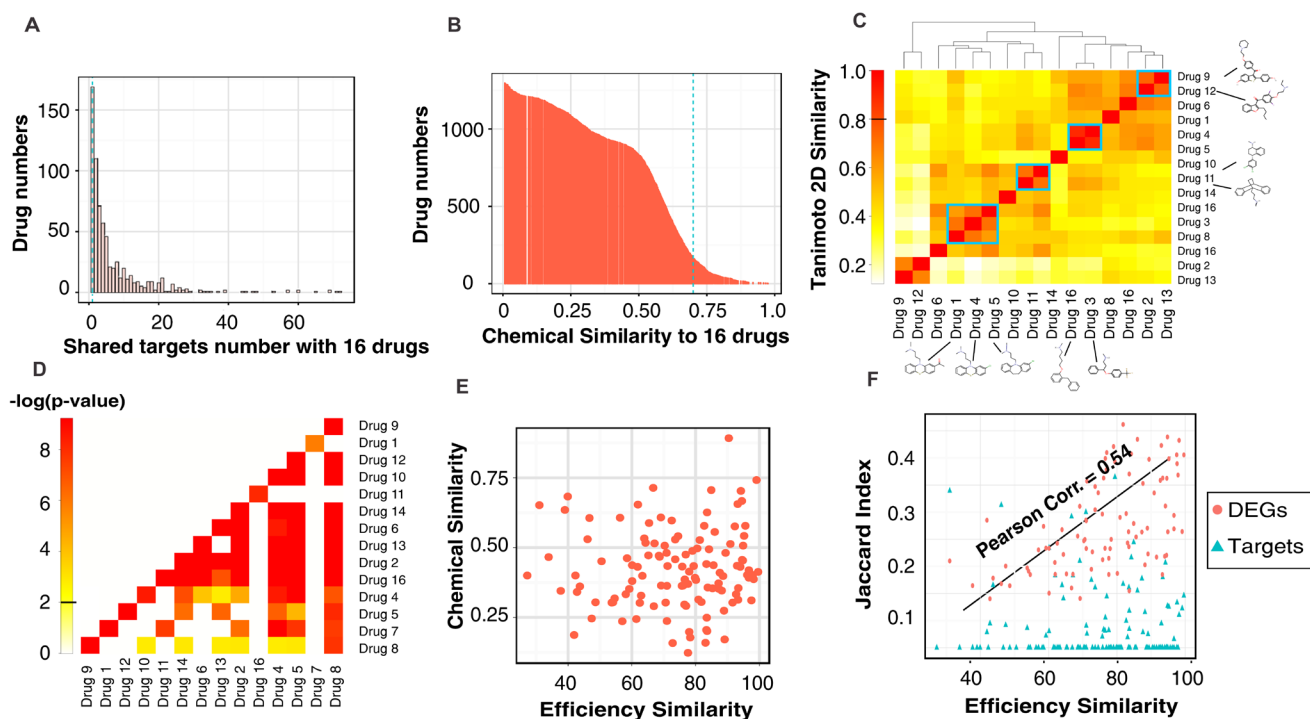 A
Drug numbers
150
100
50
0
0
20
40
60
Shared targets number with 16 drugs
B
Drug numbers
1000
500
0
0
0.25
0.50
0.75
1.0
Chemical Similarity to 16 drugs
C
Tanimoto 2D Similarity
1.0
0.8
0.6
0.4
0.2
Drug 9
Drug 12
Drug 6
Drug 1
Drug 4
Drug 5
Drug 10
Drug 11
Drug 14
Drug 16
Drug 3
Drug 8
Drug 16
Drug 2
Drug 13
Drug 9
Drug 12
Drug 6
Drug 1
Drug 4
Drug 5
Drug 10
Drug 11
Drug 14
Drug 16
Drug 3
Drug 8
Drug 16
Drug 2
Drug 13
D
-log(p-value)
8
6
4
2
0
Drug 9
Drug 1
Drug 12
Drug 10
Drug 11
Drug 14
Drug 6
Drug 13
Drug 2
Drug 16
Drug 4
Drug 5
Drug 7
Drug 8
Drug 9
Drug 1
Drug 12
Drug 10
Drug 11
Drug 14
Drug 6
Drug 13
Drug 2
Drug 16
Drug 4
Drug 5
Drug 7
Drug 8
E
Chemical Similarity
0.75
0.50
0.25
40
60
80
100
Efficiency Similarity
F
Jaccard Index
0.4
0.3
0.2
0.1
Pearson Corr. = 0.54
40
60
80
100
Efficiency Similarity
DEGs
Targets